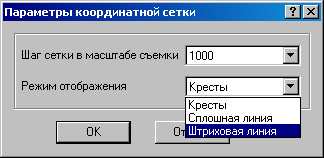 Параметры координатной сетки
Шаг сетки в масштабе съемки 1000
Режим отображения Кресты
Кресты
Сплошная линия
Штриховая линия
OK